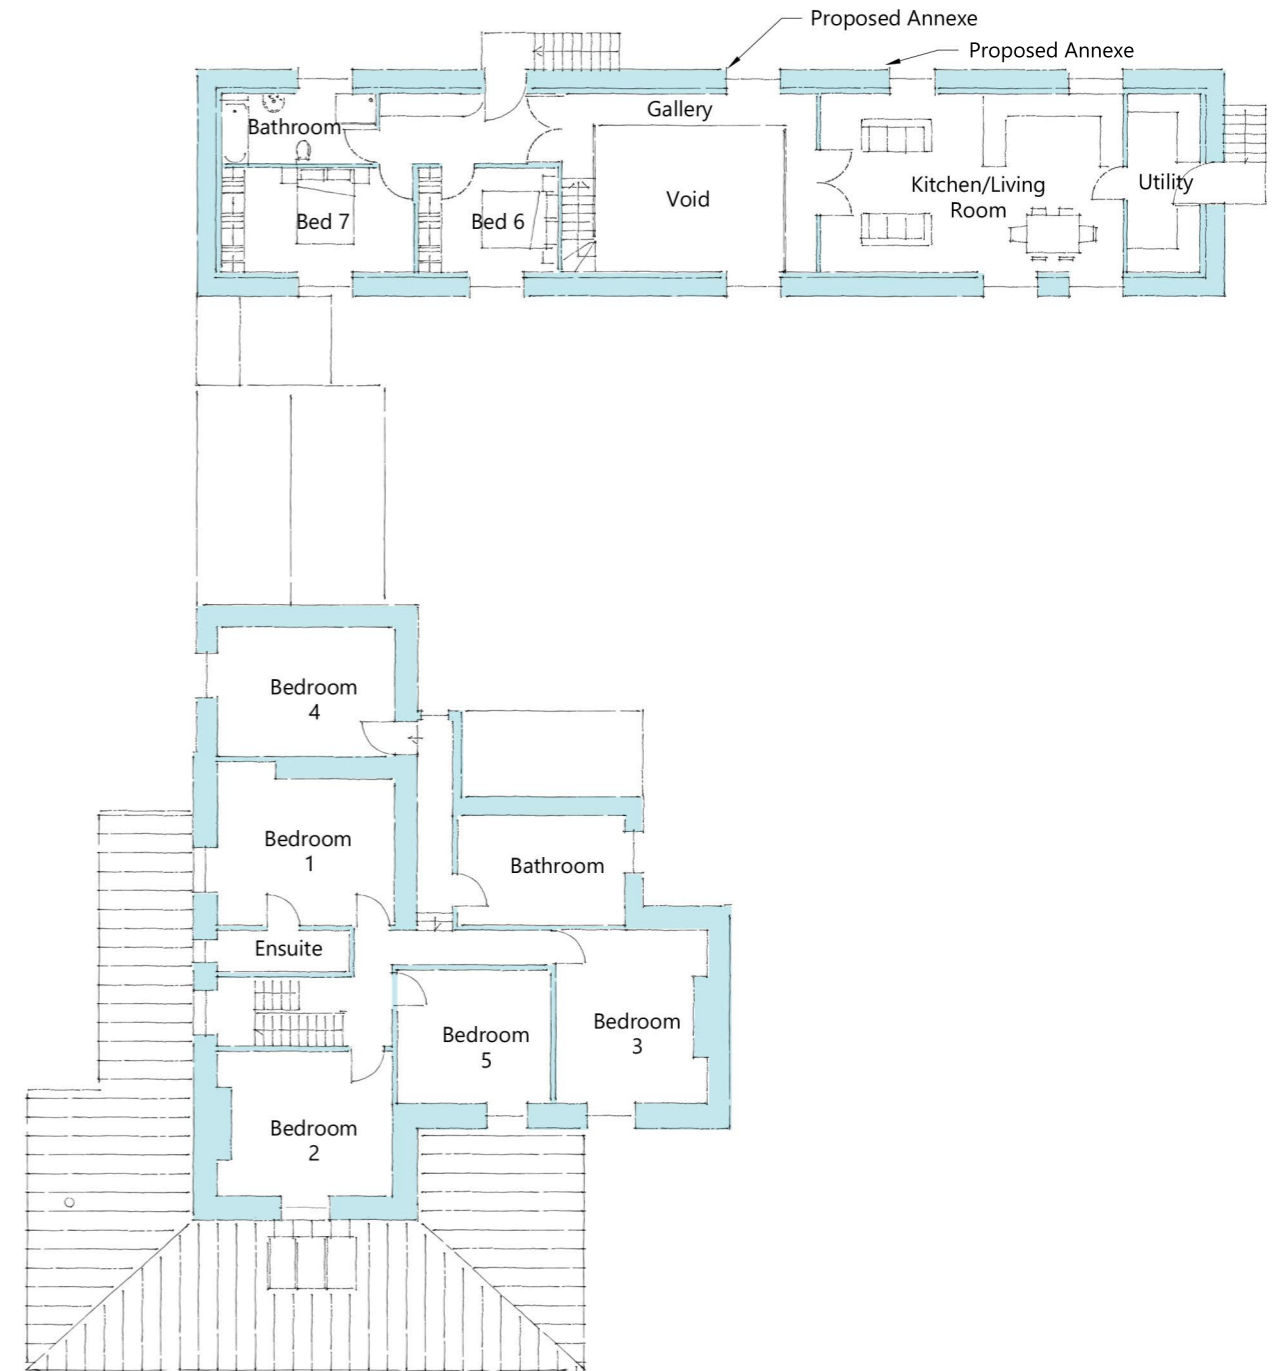 Proposed Annexe
Proposed Annexe
Gallery
Bathroom
Void
Kitchen/Living
Room
Utility
Bed 7
Bed 6
Bedroom
4
Bedroom
1
Bathroom
Ensuite
Bedroom
5
Bedroom
3
Bedroom
2